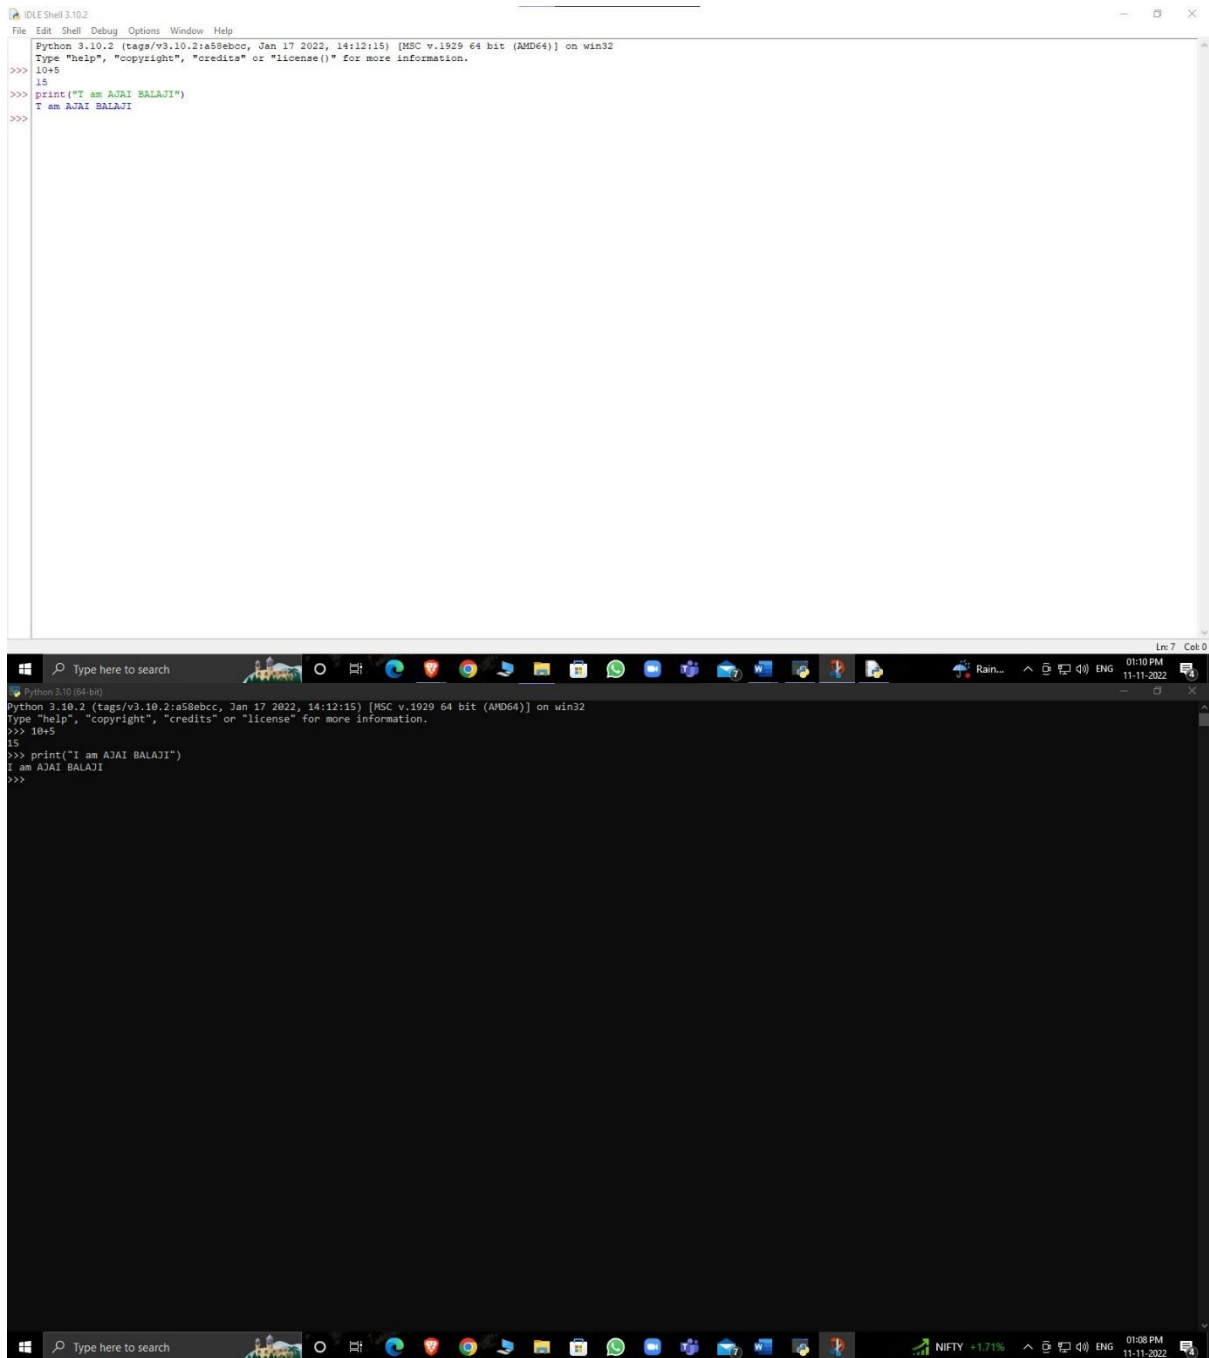 IDLE Shell 3.10.2
File Edit Shell Debug Options Window Help
Python 3.10.2 (tags/v3.10.2:a58ebcc, Jan 17 2022, 14:12:15) [MSC v.1929 64 bit (AMD64)] on win32
Type "help", "copyright", "credits" or "license()" for more information.
>>> 10+5
15
>>> print("T am AJAI BALAJI")
T am AJAI BALAJI
>>>
Ln: 7 Col: 0
Type here to search
7
Rain...
ENG
01:10 PM
11-11-2022
4
Python 3.10 (64-bit)
Python 3.10.2 (tags/v3.10.2:a58ebcc, Jan 17 2022, 14:12:15) [MSC v.1929 64 bit (AMD64)] on win32
Type "help", "copyright", "credits" or "license" for more information.
>>> 10+5
15
>>> print("I am AJAI BALAJI")
I am AJAI BALAJI
>>>
Type here to search
7
NIFTY +1.71%
ENG
01:08 PM
11-11-2022
4